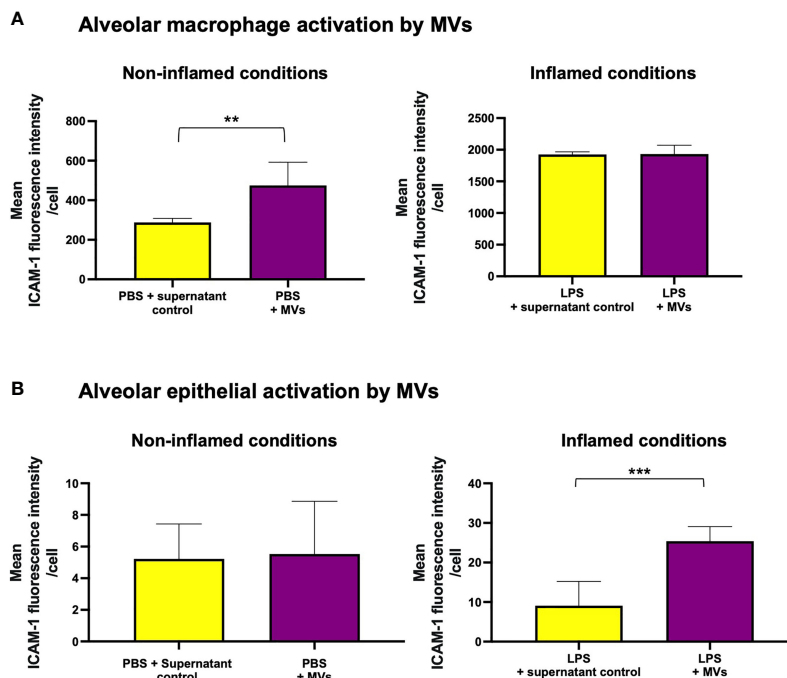 A Alveolar macrophage activation by MVs
Non-inflamed conditions
Mean
ICAM-1 fluorescence intensity
/cell
800
600
400
200
0
**
PBS + supernatant
control
PBS
+ MVs
Inflamed conditions
Mean
ICAM-1 fluorescence intensity
/cell
2500
2000
1500
1000
500
0
LPS
+ supernatant control
LPS
+ MVs
B Alveolar epithelial activation by MVs
Non-inflamed conditions
Mean
ICAM-1 fluorescence intensity
/cell
10
8
6
4
2
0
PBS + Supernatant
control
PBS
+ MVs
Inflamed conditions
Mean
ICAM-1 fluorescence intensity
/cell
40
30
20
10
0
***
LPS
+ supernatant control
LPS
+ MVs